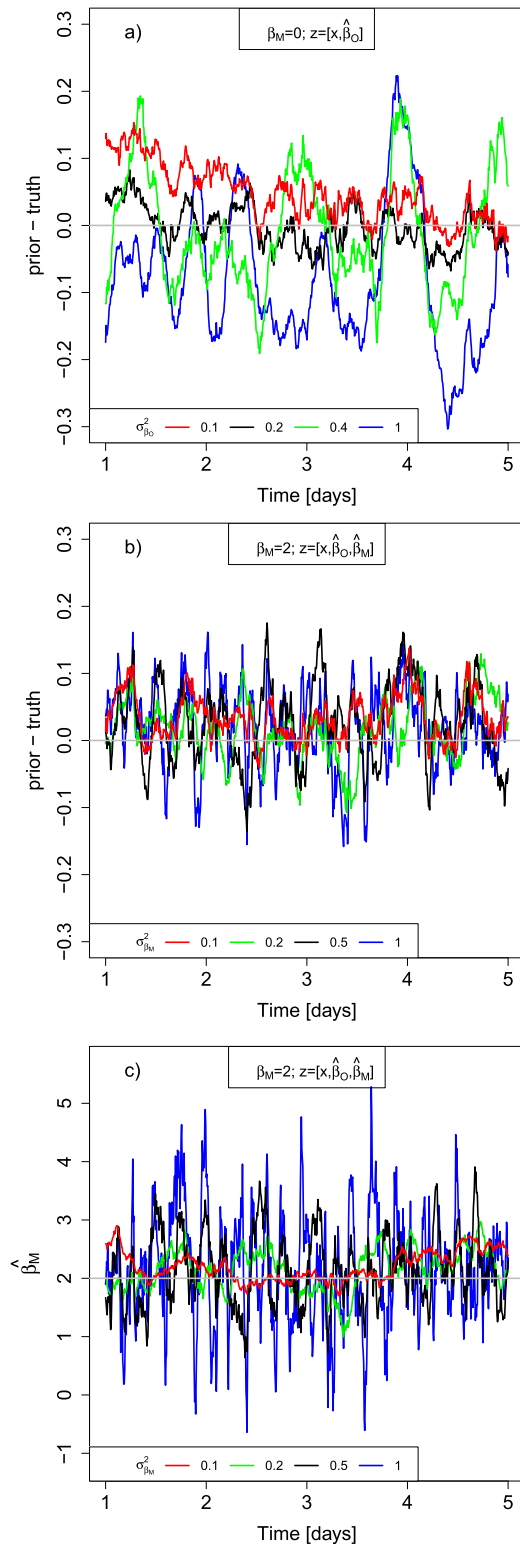 a)
β_M=0; z=[x,β̂_O]
prior − truth
0.3
0.2
0.1
0.0
−0.1
−0.2
−0.3
σ²_β_O 0.1 0.2 0.4 1
1 2 3 4 5
Time [days]
b)
β_M=2; z=[x,β̂_O,β̂_M]
prior − truth
0.3
0.2
0.1
0.0
−0.1
−0.2
−0.3
σ²_β_M 0.1 0.2 0.5 1
1 2 3 4 5
Time [days]
c)
β_M=2; z=[x,β̂_O,β̂_M]
β̂_M
5
4
3
2
1
0
−1
σ²_β_M 0.1 0.2 0.5 1
1 2 3 4 5
Time [days]